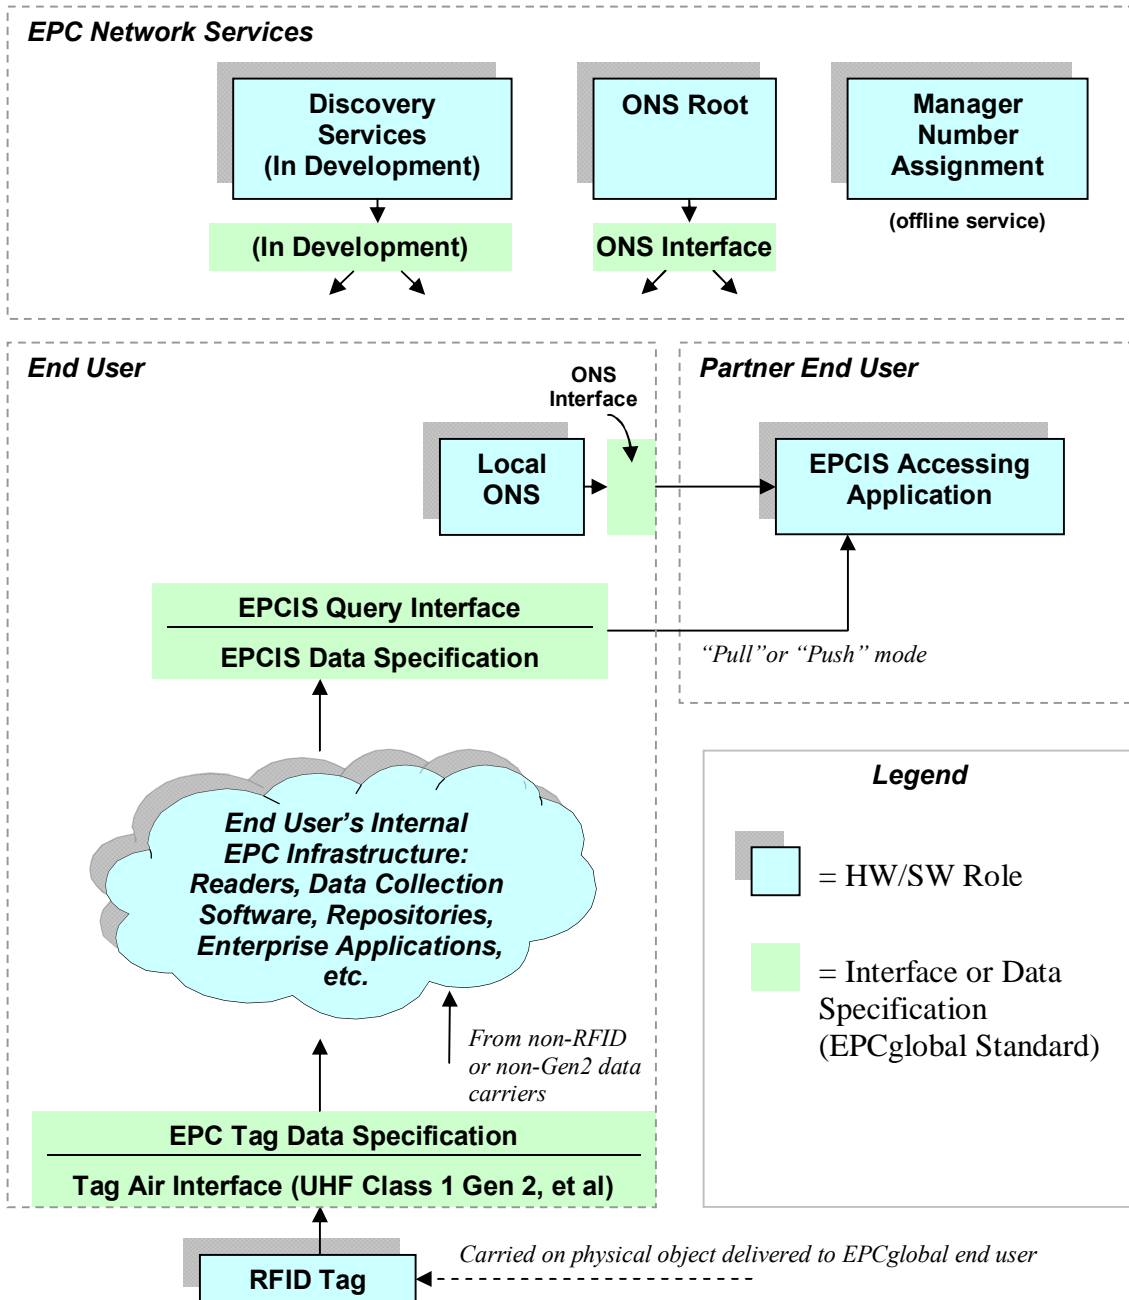 EPC Network Services
Discovery
Services
(In Development)
ONS Root
Manager
Number
Assignment
(offline service)
(In Development)
ONS Interface
End User
ONS
Interface
Local
ONS
Partner End User
EPCIS Accessing
Application
EPCIS Query Interface
EPCIS Data Specification
“Pull”or “Push” mode
End User’s Internal
EPC Infrastructure:
Readers, Data Collection
Software, Repositories,
Enterprise Applications,
etc.
From non-RFID
or non-Gen2 data
carriers
EPC Tag Data Specification
Tag Air Interface (UHF Class 1 Gen 2, et al)
RFID Tag
Carried on physical object delivered to EPCglobal end user
Legend
= HW/SW Role
= Interface or Data
Specification
(EPCglobal Standard)